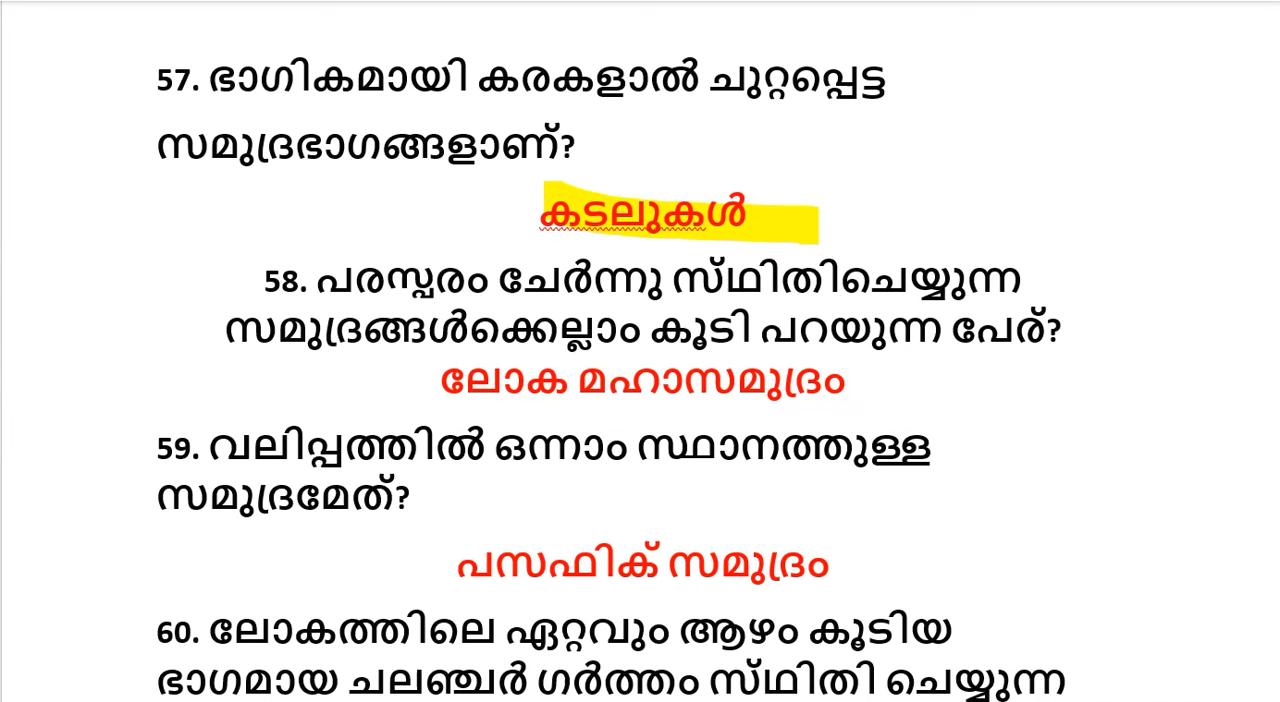 57. ഭാഗികമായി കരകളാൽ ചുറ്റപ്പെട്ട
സമുദ്രഭാഗങ്ങളാണ്?
കടലുകൾ
58. പരസ്പരം ചേർന്നു സ്ഥിതിചെയ്യുന്ന
സമുദ്രങ്ങൾക്കെല്ലാം കൂടി പറയുന്ന പേര്?
ലോക മഹാസമുദ്രം
59. വലിപ്പത്തിൽ ഒന്നാം സ്ഥാനത്തുള്ള
സമുദ്രമേത്?
പസഫിക് സമുദ്രം
60. ലോകത്തിലെ ഏറ്റവും ആഴം കൂടിയ
ഭാഗമായ ചലഞ്ചർ ഗർത്തം സ്ഥിതി ചെയ്യുന്ന